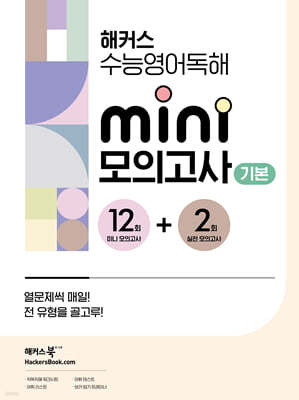 해커스
수능영어독해
mini
모의고사 기본
12회 미니 모의고사 + 2회 실전 모의고사
열문제씩 매일!
전 유형을 골고루!
해커스북
HackersBook.com